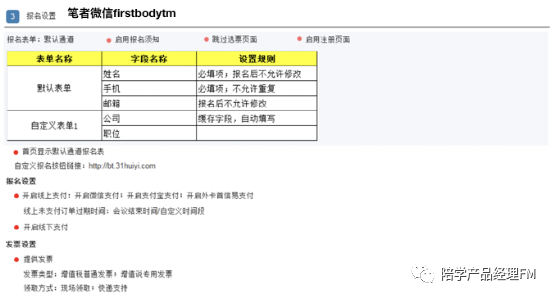 3 报名设置 笔者微信firstbodytm
报名表单：默认通道 启用报名须知 跳过选票页面 启用注册页面
表单名称 字段名称 设置规则
默认表单
姓名 必填项；报名后不允许修改
手机 必填项；不允许重复
邮箱 报名后不允许修改
自定义表单1
公司 缓存字段，自动填写
职位
首页显示默认通道报名表
自定义报名按钮链接：http://bt.31huiyi.com
报名设置
开启线上支付：开启微信支付；开启支付宝支付；开启外卡首信易支付
线上未支付订单过期时间：会议结束时间/自定义时间段
开启线下支付
发票设置
提供发票
发票类型：增值税普通发票；增值说专用发票
领取方式：现场领取；快递支持
陪学产品经理FM